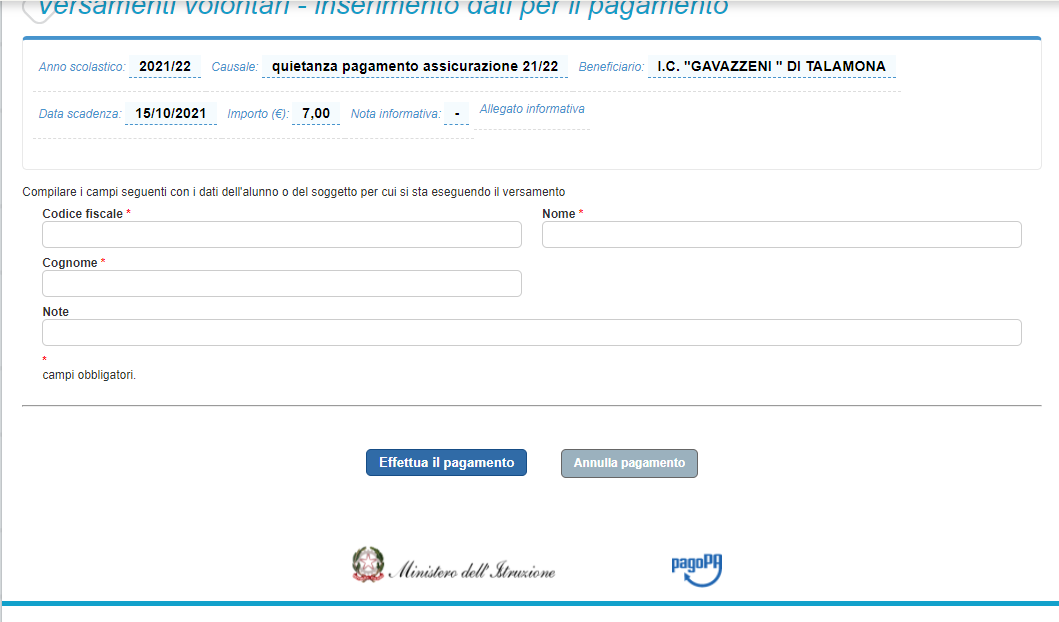 Versamenti volontari - Inserimento dati per il pagamento
Anno scolastico: 2021/22 Causale: quietanza pagamento assicurazione 21/22 Beneficiario: I.C. "GAVAZZENI " DI TALAMONA
Data scadenza: 15/10/2021 Importo (€): 7,00 Nota informativa: - Allegato informativa
Compilare i campi seguenti con i dati dell'alunno o del soggetto per cui si sta eseguendo il versamento
Codice fiscale * Nome *
Cognome *
Note
*
campi obbligatori.
Effettua il pagamento Annulla pagamento
Ministero dell'Istruzione pagoPA